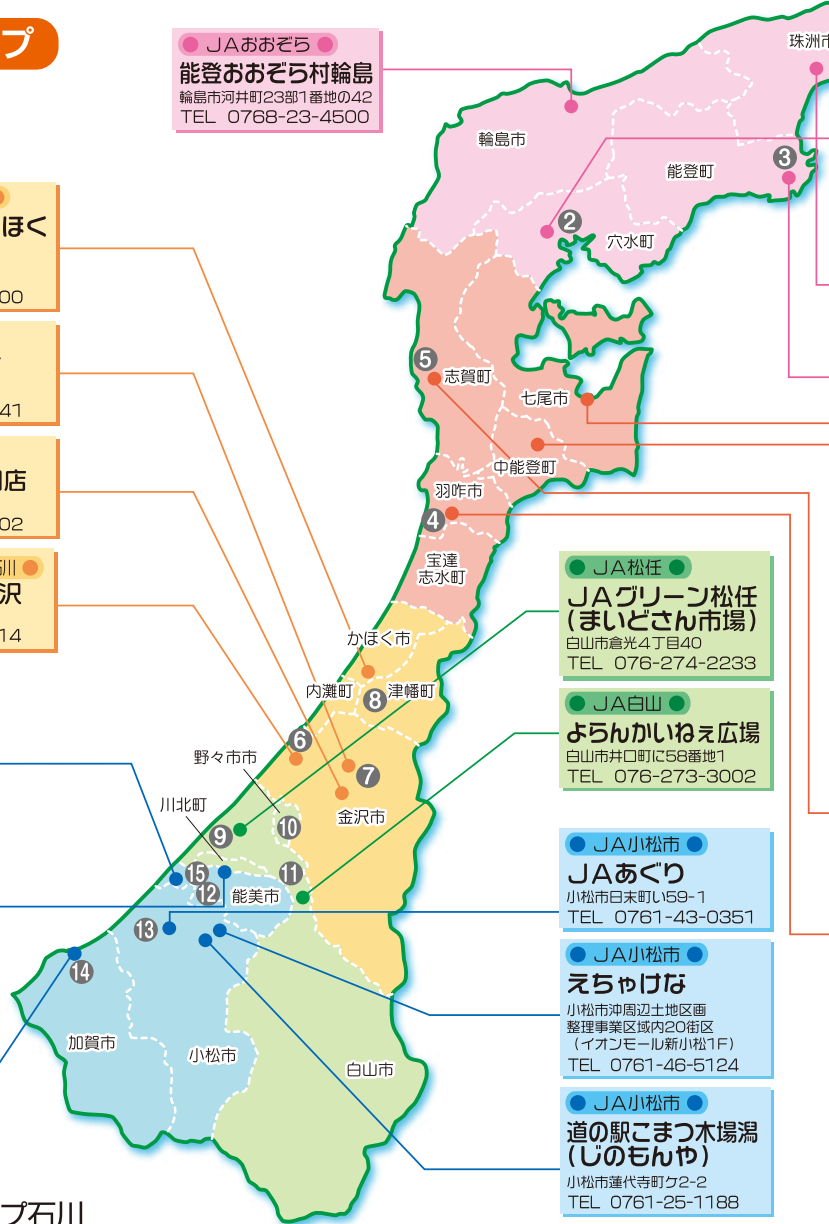 プ
JAおおぞら
能登おおぞら村輪島
輪島市河井町23部1番地の42
TEL 0768-23-4500
珠洲市
輪島市
能登町
3
2
穴水町
ほく
00
41
店
02
川
沢
14
5
志賀町
七尾市
中能登町
羽咋市
4
宝達
志水町
かほく市
内灘町
津幡町
8
6
7
野々市市
金沢市
川北町
9
10
11
15
12
能美市
13
14
加賀市
小松市
白山市
JA松任
JAグリーン松任
(まいどさん市場)
白山市倉光4丁目40
TEL 076-274-2233
JA白山
よらんかいねぇ広場
白山市井口町に58番地1
TEL 076-273-3002
JA小松市
JAあぐり
小松市日末町い59-1
TEL 0761-43-0351
JA小松市
えちゃけな
小松市沖周辺土地区画
整理事業区域内20街区
(イオンモール新小松1F)
TEL 0761-46-5124
JA小松市
道の駅こまつ木場潟
(じのもんや)
小松市蓮代寺町ケ2-2
TEL 0761-25-1188
プ石川